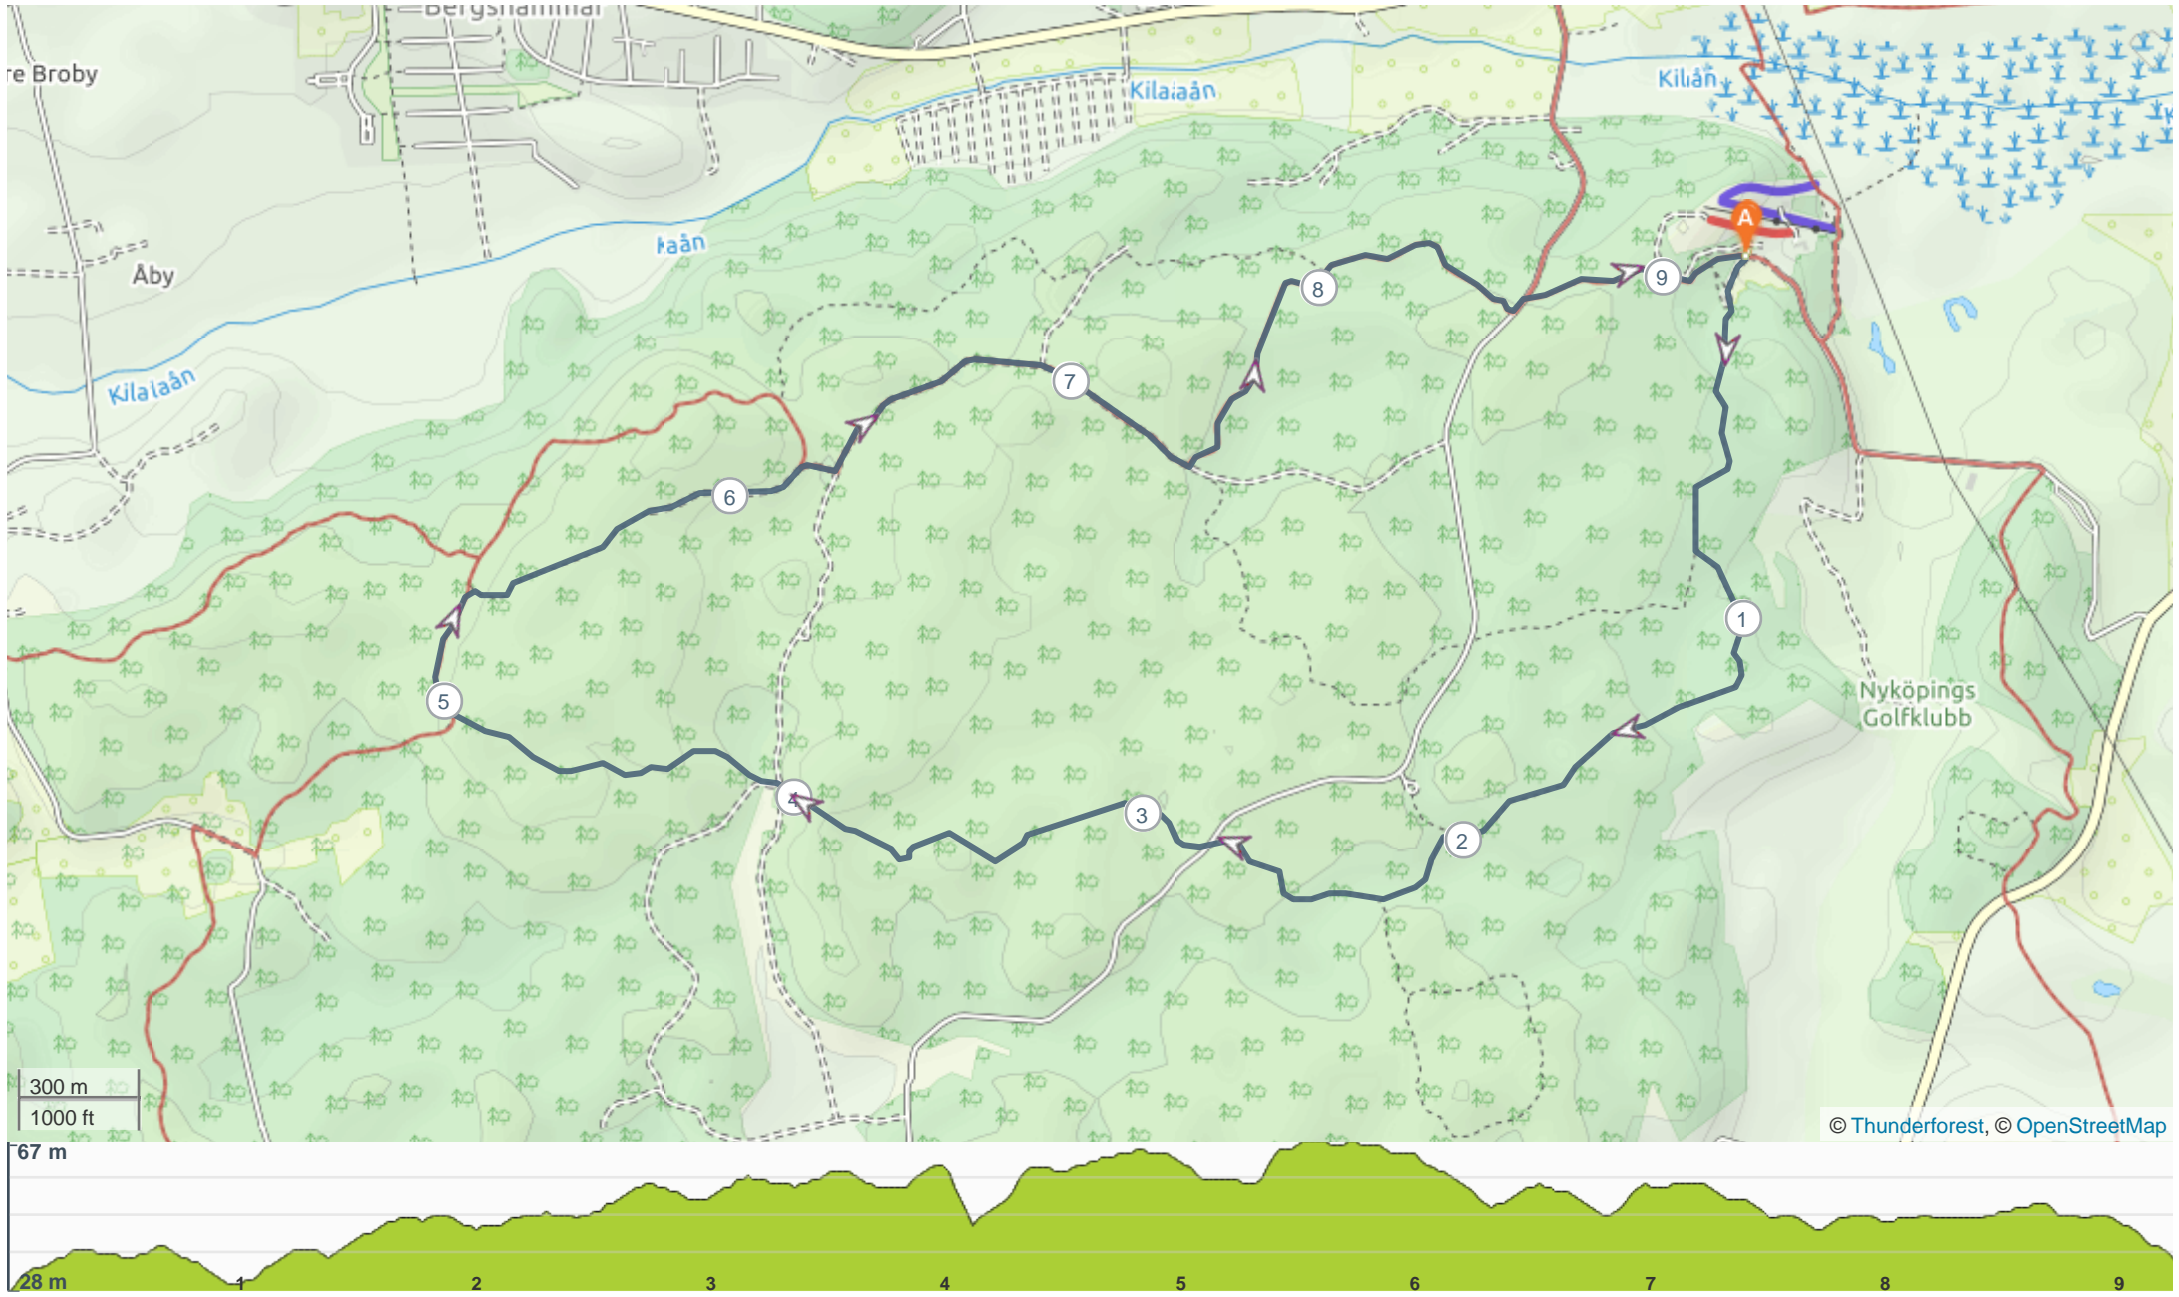 Bergshammar
re Broby
Kilaån
Kilån
A
Åby
9
8
7
Kilaån
6
1
5
Nyköpings
Golfklubb
4
3
2
300 m
1000 ft
© Thunderforest, © OpenStreetMap
67 m
28 m
1 2 3 4 5 6 7 8 9